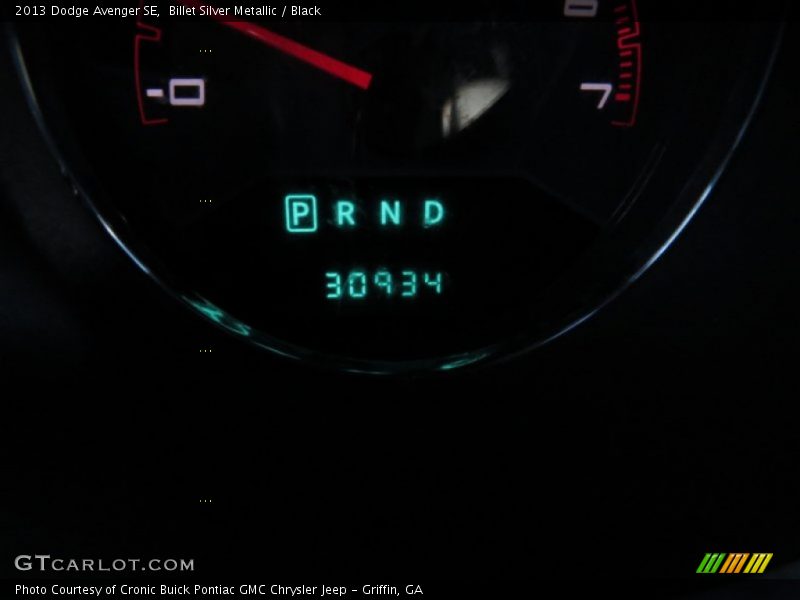 2013 Dodge Avenger SE,  Billet Silver Metallic / Black
...
-0
7
...
P R N D
30934
...
...
GTCARLOT.COM
Photo Courtesy of Cronic Buick Pontiac GMC Chrysler Jeep - Griffin, GA